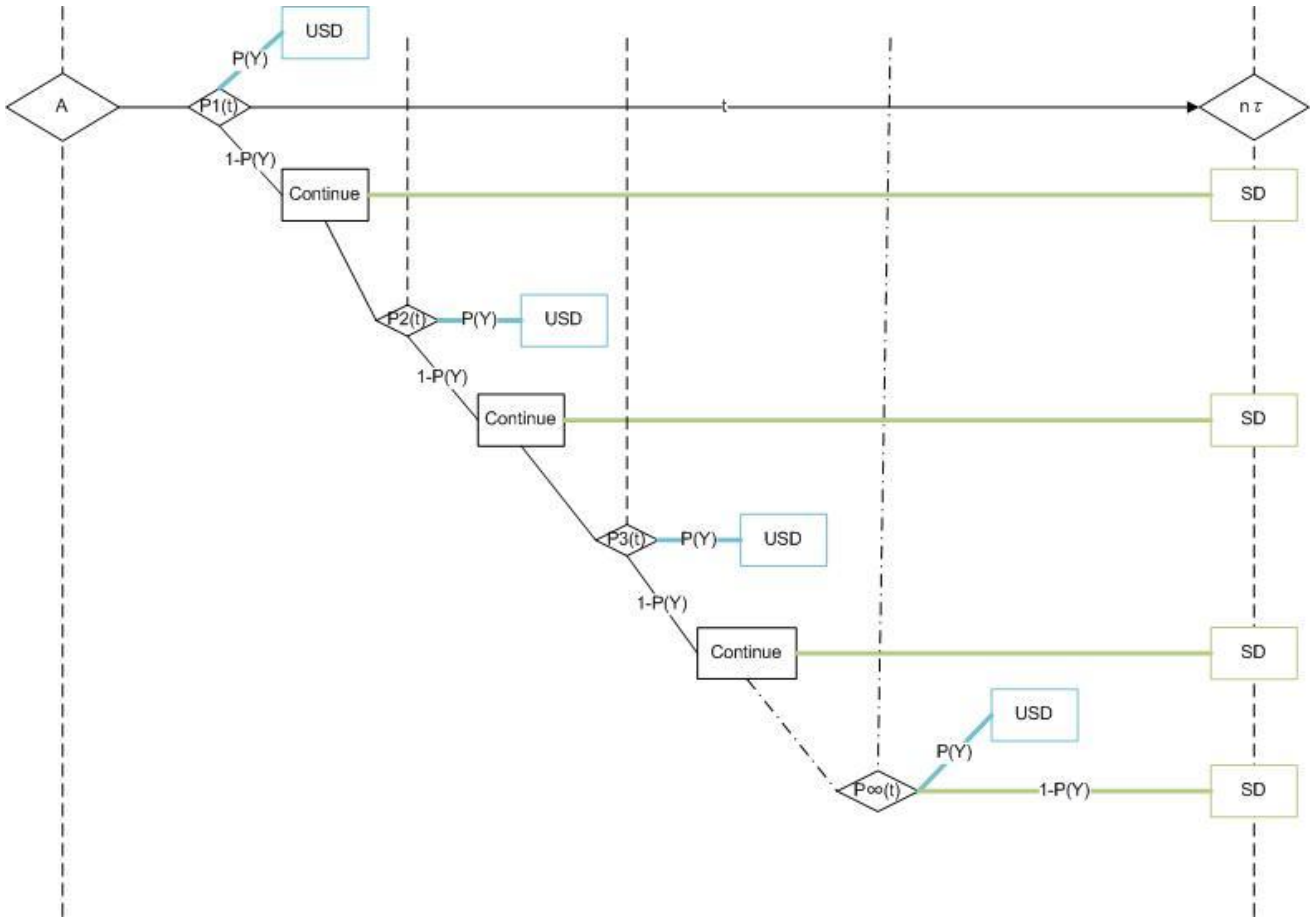 USD
P(Y)
A
P1(t)
t
n τ
1-P(Y)
Continue
SD
P2(t)
P(Y)
USD
1-P(Y)
Continue
SD
P3(t)
P(Y)
USD
1-P(Y)
Continue
SD
USD
P(Y)
P∞(t)
1-P(Y)
SD